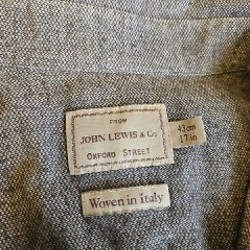 FROM
JOHN LEWIS & Co
OXFORD STREET
43cm
17in
Woven in Italy